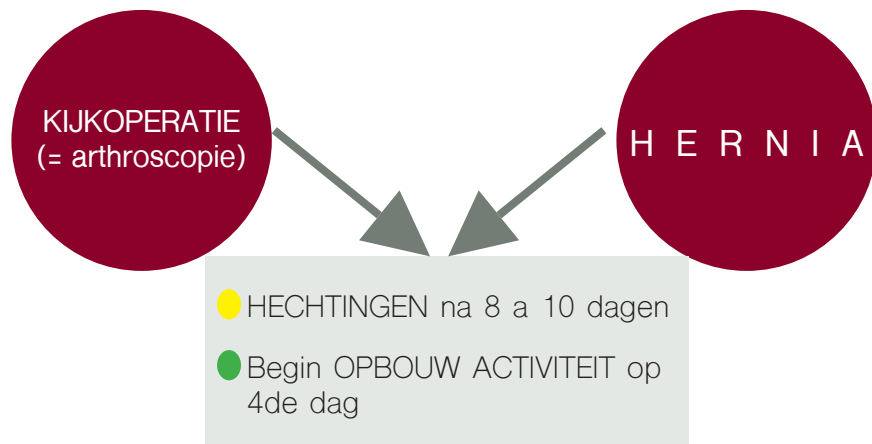 KIJKOPERATIE
(= arthroscopie)
H E R N I A
HECHTINGEN na 8 a 10 dagen
Begin OPBOUW ACTIVITEIT op
4de dag